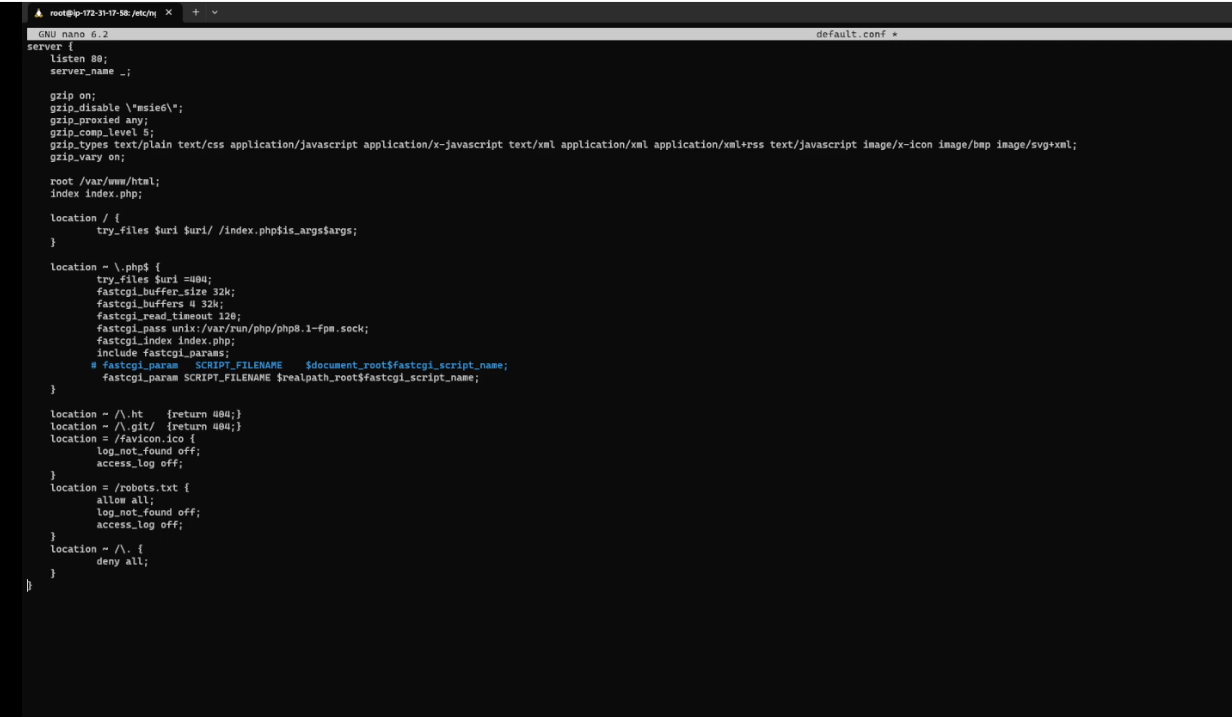 root@ip-172-31-17-58: /etc/ng
GNU nano 6.2 default.conf *
server {
listen 80;
server_name _;
gzip on;
gzip_disable \"msie6\";
gzip_proxied any;
gzip_comp_level 5;
gzip_types text/plain text/css application/javascript application/x-javascript text/xml application/xml application/xml+rss text/javascript image/x-icon image/bmp image/svg+xml;
gzip_vary on;
root /var/www/html;
index index.php;
location / {
try_files $uri $uri/ /index.php$is_args$args;
}
location ~ \.php$ {
try_files $uri =404;
fastcgi_buffer_size 32k;
fastcgi_buffers 4 32k;
fastcgi_read_timeout 120;
fastcgi_pass unix:/var/run/php/php8.1-fpm.sock;
fastcgi_index index.php;
include fastcgi_params;
# fastcgi_param SCRIPT_FILENAME $document_root$fastcgi_script_name;
fastcgi_param SCRIPT_FILENAME $realpath_root$fastcgi_script_name;
}
location ~ /\.ht {return 404;}
location ~ /\.git/ {return 404;}
location = /favicon.ico {
log_not_found off;
access_log off;
}
location = /robots.txt {
allow all;
log_not_found off;
access_log off;
}
location ~ /\. {
deny all;
}
}